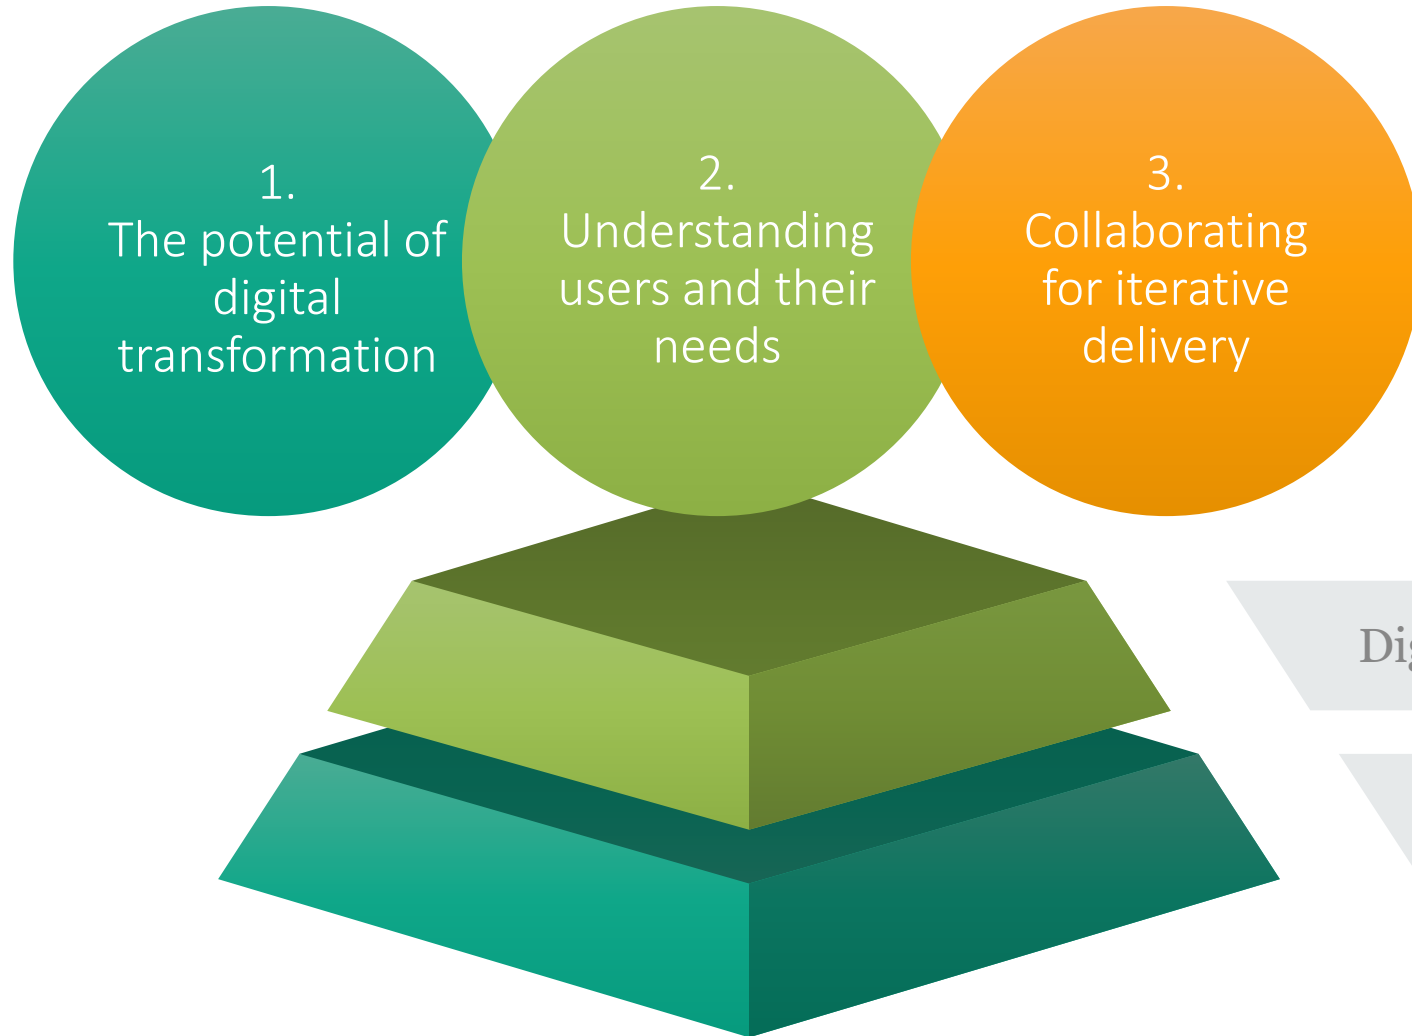 1.
The potential of
digital
transformation
2.
Understanding
users and their
needs
3.
Collaborating
for iterative
delivery